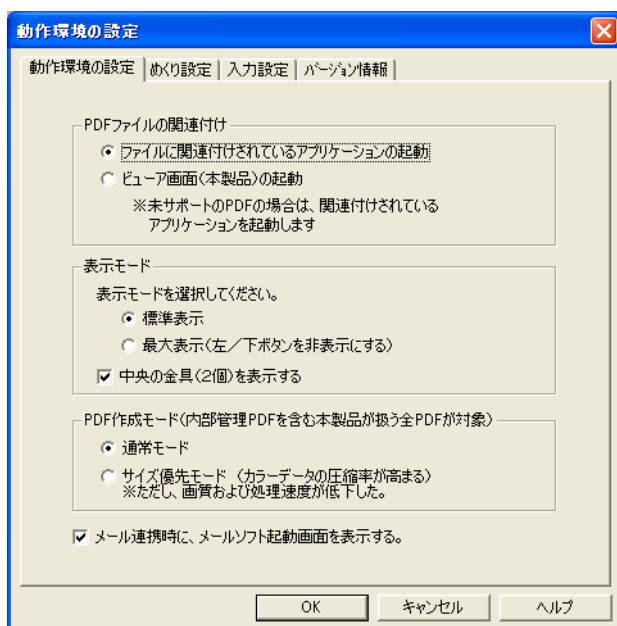 動作環境の設定
動作環境の設定 めくり設定 入力設定 バージョン情報
PDFファイルの関連付け
ファイルに関連付けされているアプリケーションの起動
ビューア画面(本製品)の起動
※未サポートのPDFの場合は、関連付けされている
アプリケーションを起動します
表示モード
表示モードを選択してください。
標準表示
最大表示(左／下ボタンを非表示にする)
中央の金具(2個)を表示する
PDF作成モード(内部管理PDFを含む本製品が扱う全PDFが対象)
通常モード
サイズ優先モード (カラーデータの圧縮率が高まる)
※ただし、画質および処理速度が低下した。
メール連携時に、メールソフト起動画面を表示する。
OK キャンセル ヘルプ